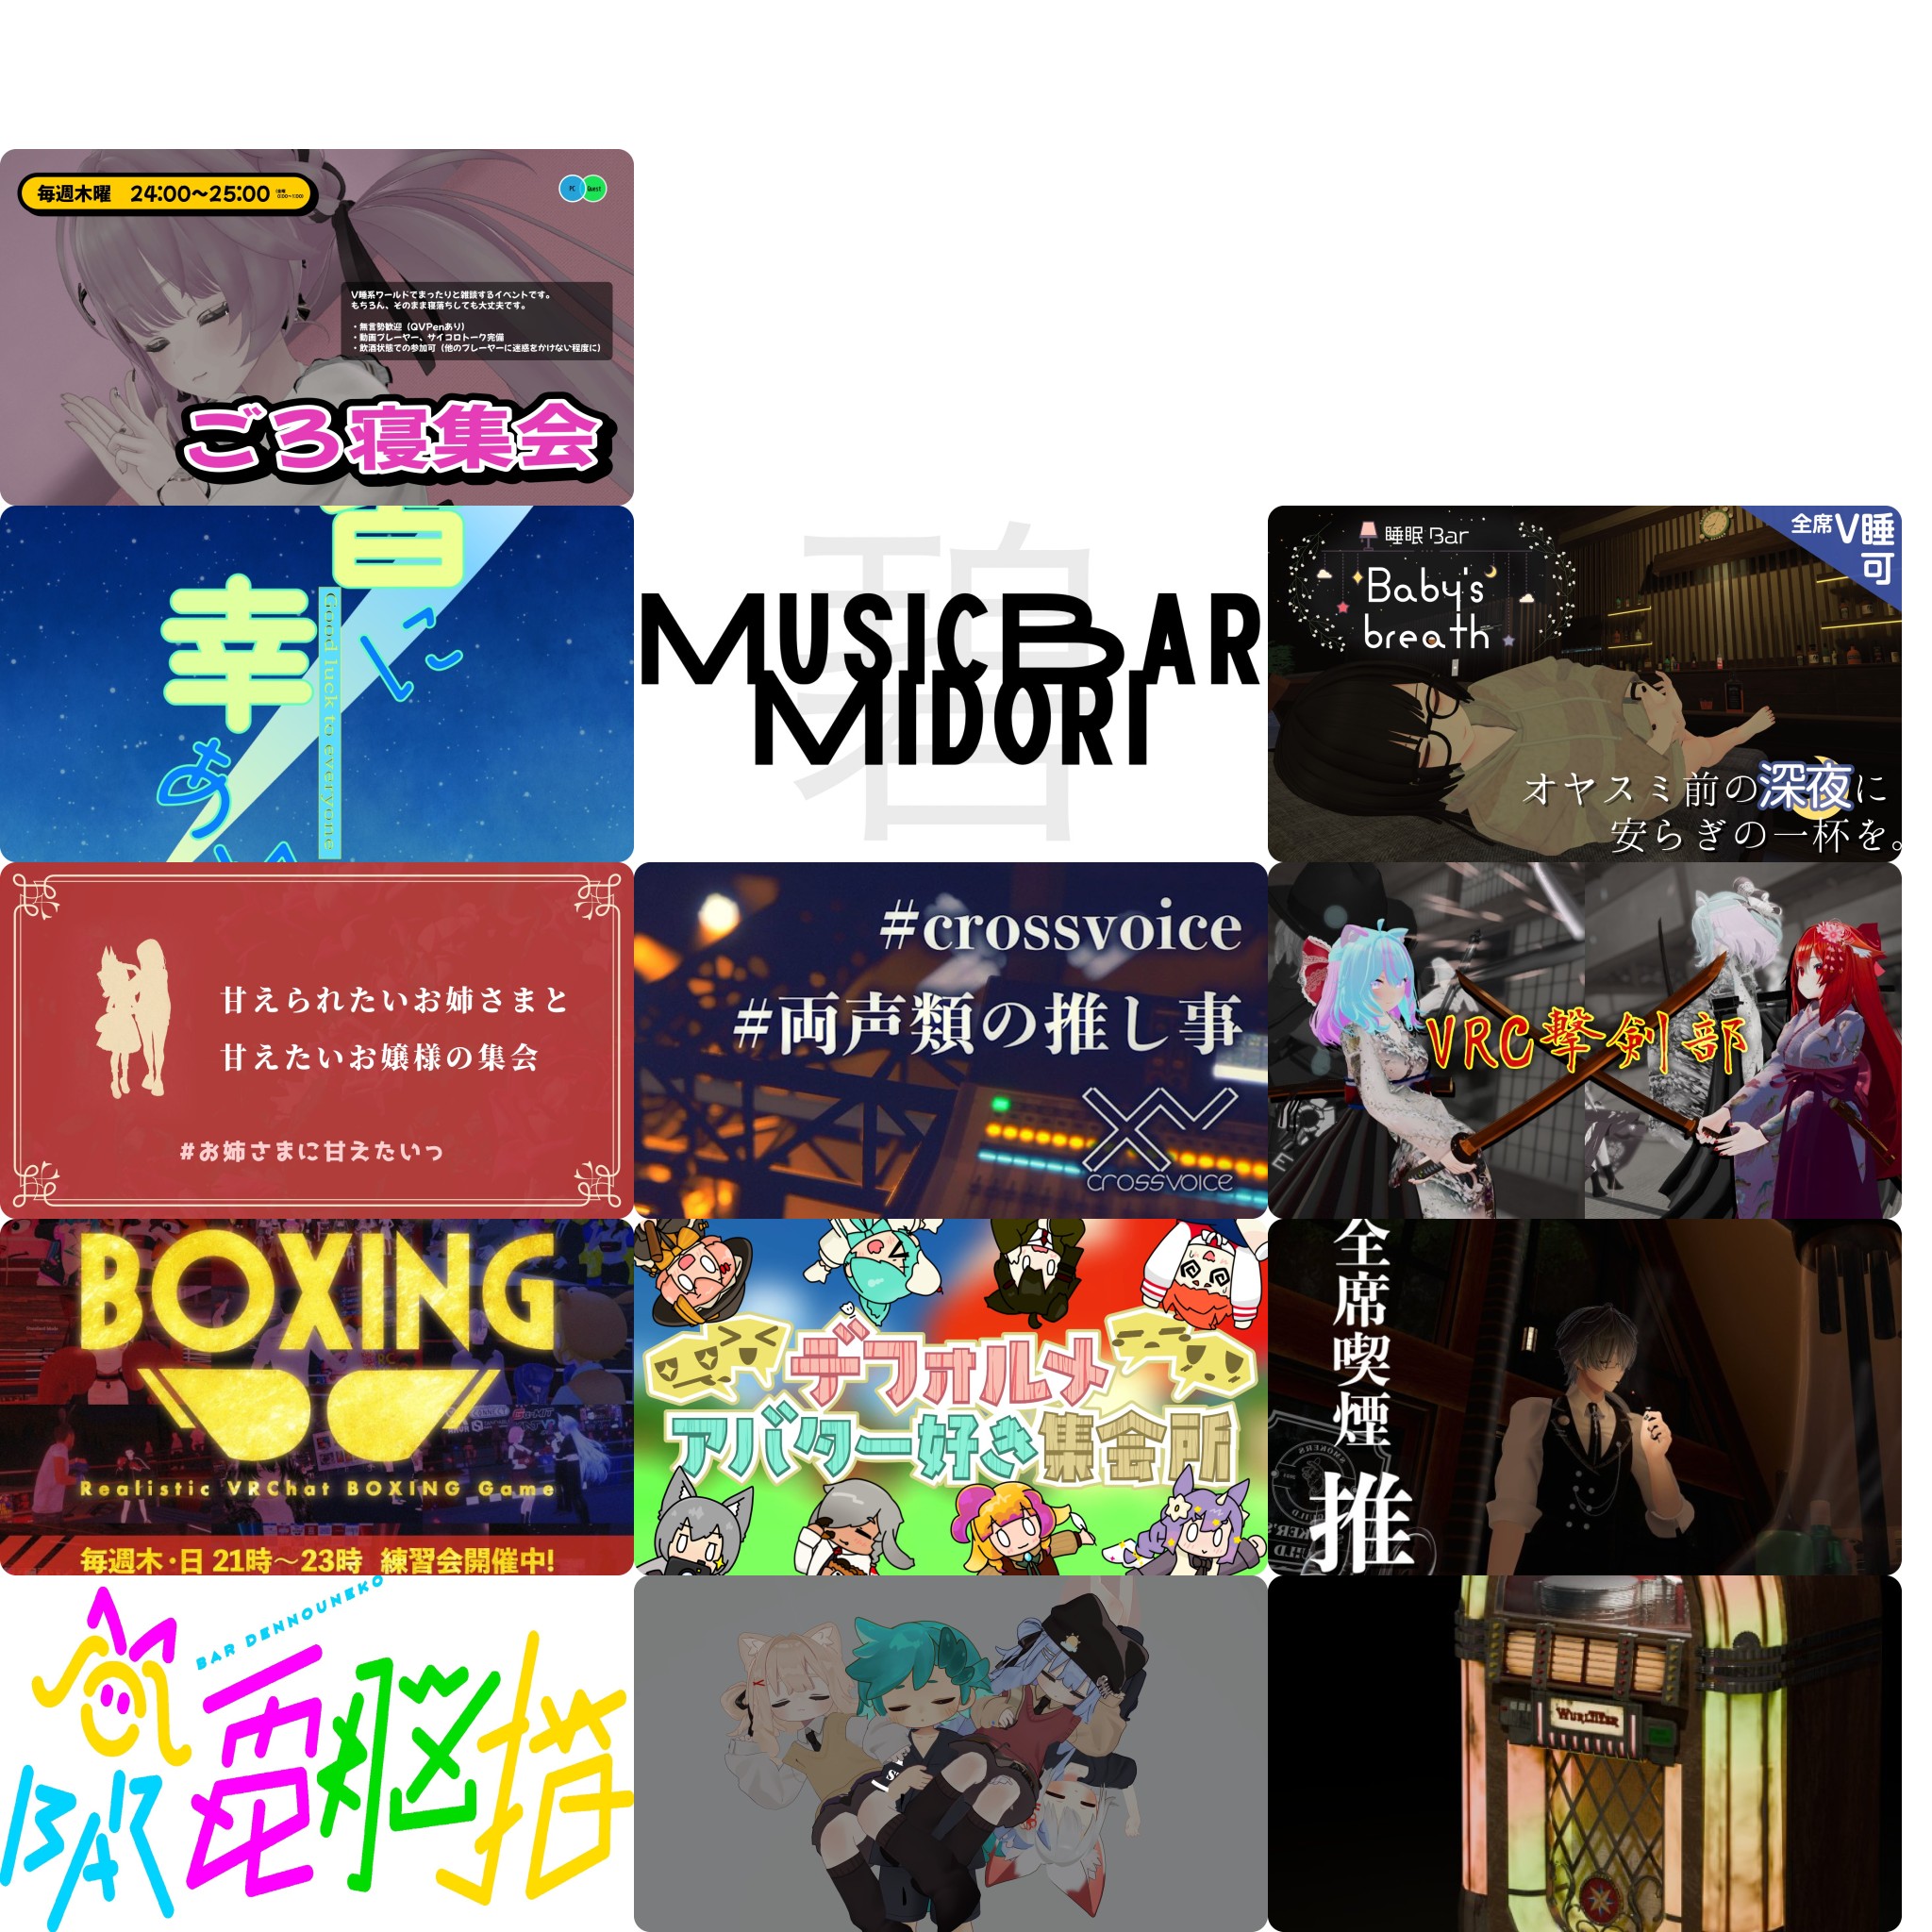 毎週木曜 24:00〜25:00
PC Quest
V睡系ワールドでまったりと雑談するイベントです。
もちろん、そのまま寝落ちしても大丈夫です。
・無言勢歓迎（QVPenあり）
・動画プレーヤー、サイコロトーク完備
・飲酒状態での参加可（他のプレーヤーに迷惑をかけない程度に）
ごろ寝集会
皆に
幸あ
Good luck to everyone
碧
MUSICBAR
MIDORI
全席V睡
可
睡眠Bar
Baby's
breath
オヤスミ前の深夜に
安らぎの一杯を。
甘えられたいお姉さまと
甘えたいお嬢様の集会
#お姉さまに甘えたいっ
#crossvoice
#両声類の推し事
crossvoice
VRC撃剣部
BOXING
Realistic VRChat BOXING Game
毎週木・日 21時〜23時 練習会開催中!
デフォルメ
アバター好き集会所
全席喫煙
推
BAR DENNOUNEKO
BAR
電脳猫
WURLITZER